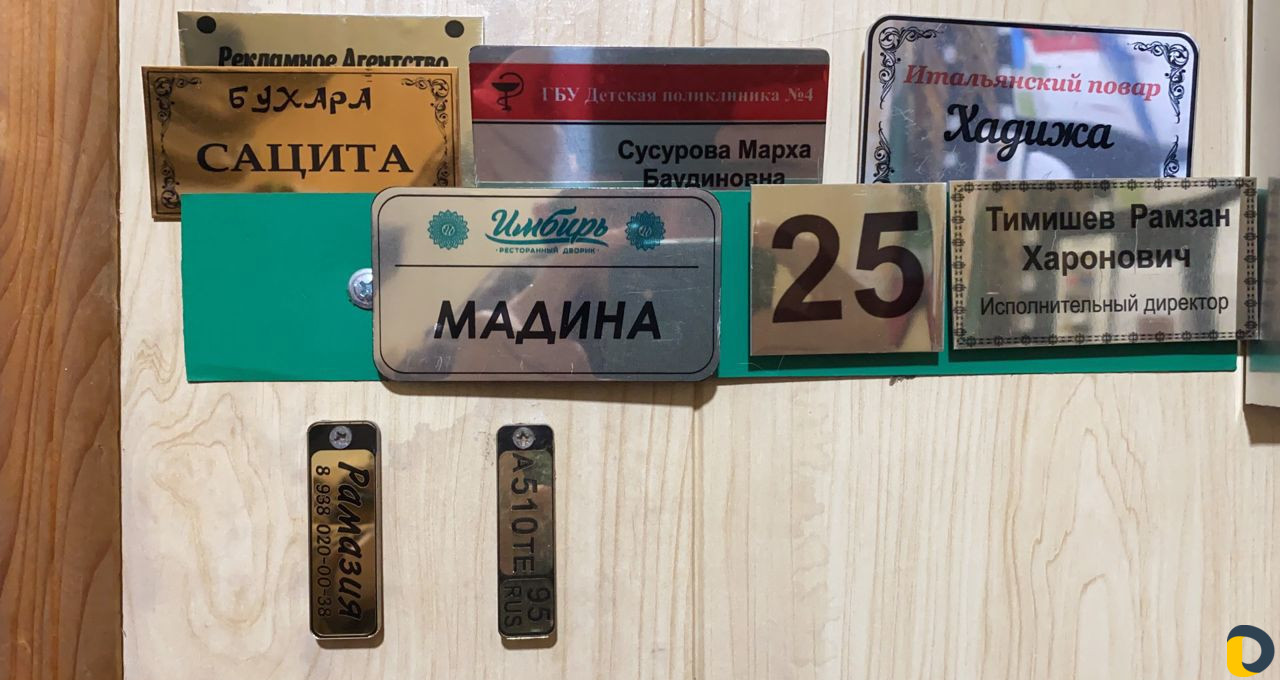 Рекламное Агентство
БУХАРА
САЦИТА
ГБУ Детская поликлиника №4
Сусурова Марха
Баудиновна
Итальянский повар
Хадижа
Имбирь
·РЕСТОРАННЫЙ ДВОРИК·
МАДИНА
25
Тимишев Рамзан
Харонович
Исполнительный директор
Рамазия
8 938 020-00-38
А510ТЕ 95
RUS